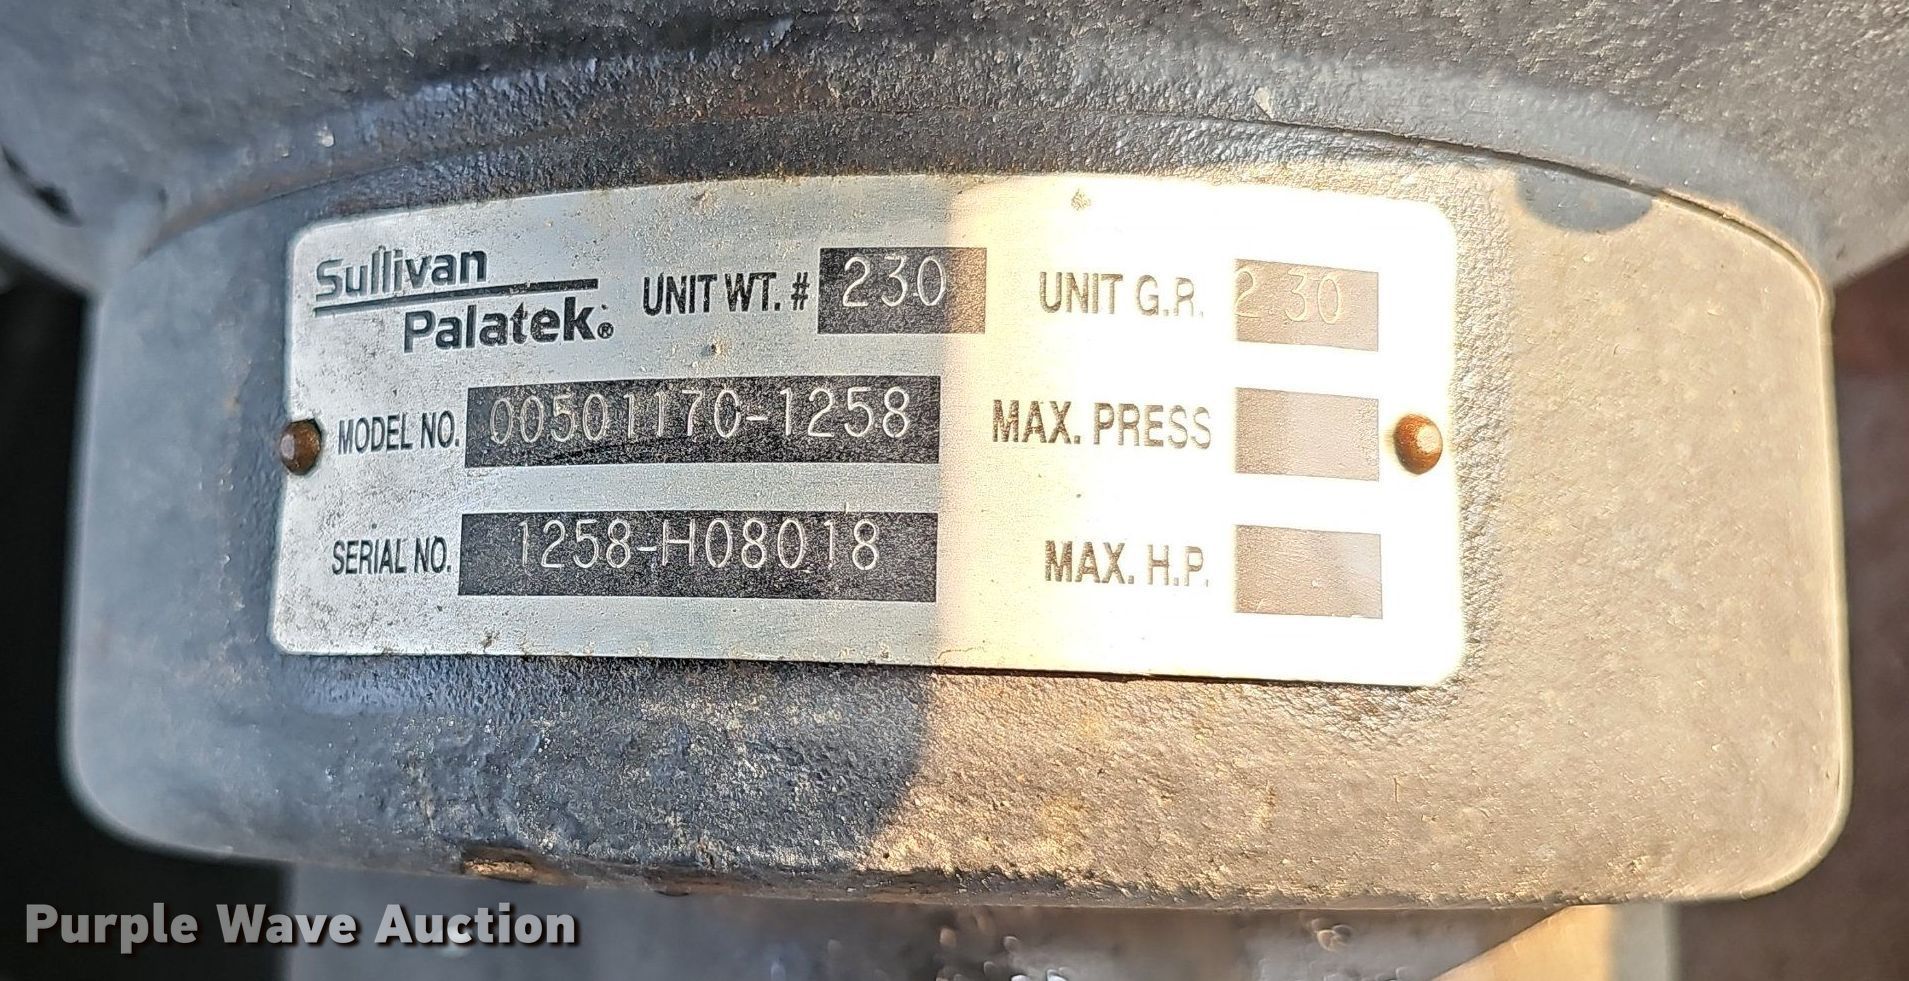 Sullivan Palatek®
UNIT WT. # 230
UNIT G.R. 2.30
MODEL NO. 00501170-1258
MAX. PRESS
SERIAL NO. 1258-H08018
MAX. H.P.
Purple Wave Auction